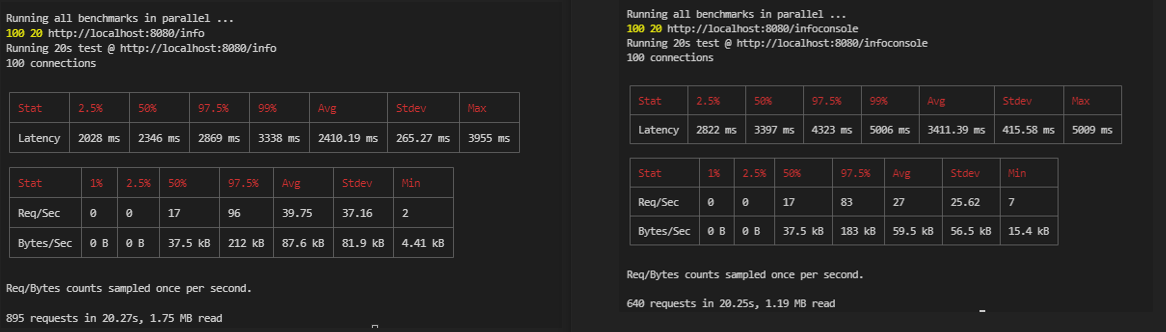 Running all benchmarks in parallel ...
100 20 http://localhost:8080/info
Running 20s test @ http://localhost:8080/info
100 connections
Stat 2.5% 50% 97.5% 99% Avg Stdev Max
Latency 2028 ms 2346 ms 2869 ms 3338 ms 2410.19 ms 265.27 ms 3955 ms
Stat 1% 2.5% 50% 97.5% Avg Stdev Min
Req/Sec 0 0 17 96 39.75 37.16 2
Bytes/Sec 0 B 0 B 37.5 kB 212 kB 87.6 kB 81.9 kB 4.41 kB
Req/Bytes counts sampled once per second.
895 requests in 20.27s, 1.75 MB read
Running all benchmarks in parallel ...
100 20 http://localhost:8080/infoconsole
Running 20s test @ http://localhost:8080/infoconsole
100 connections
Stat 2.5% 50% 97.5% 99% Avg Stdev Max
Latency 2822 ms 3397 ms 4323 ms 5006 ms 3411.39 ms 415.58 ms 5009 ms
Stat 1% 2.5% 50% 97.5% Avg Stdev Min
Req/Sec 0 0 17 83 27 25.62 7
Bytes/Sec 0 B 0 B 37.5 kB 183 kB 59.5 kB 56.5 kB 15.4 kB
Req/Bytes counts sampled once per second.
640 requests in 20.25s, 1.19 MB read